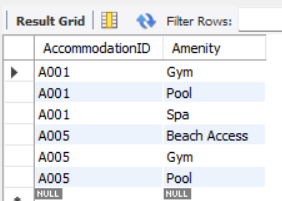 Result Grid Filter Rows:
AccommodationID Amenity
A001 Gym
A001 Pool
A001 Spa
A005 Beach Access
A005 Gym
A005 Pool
NULL NULL